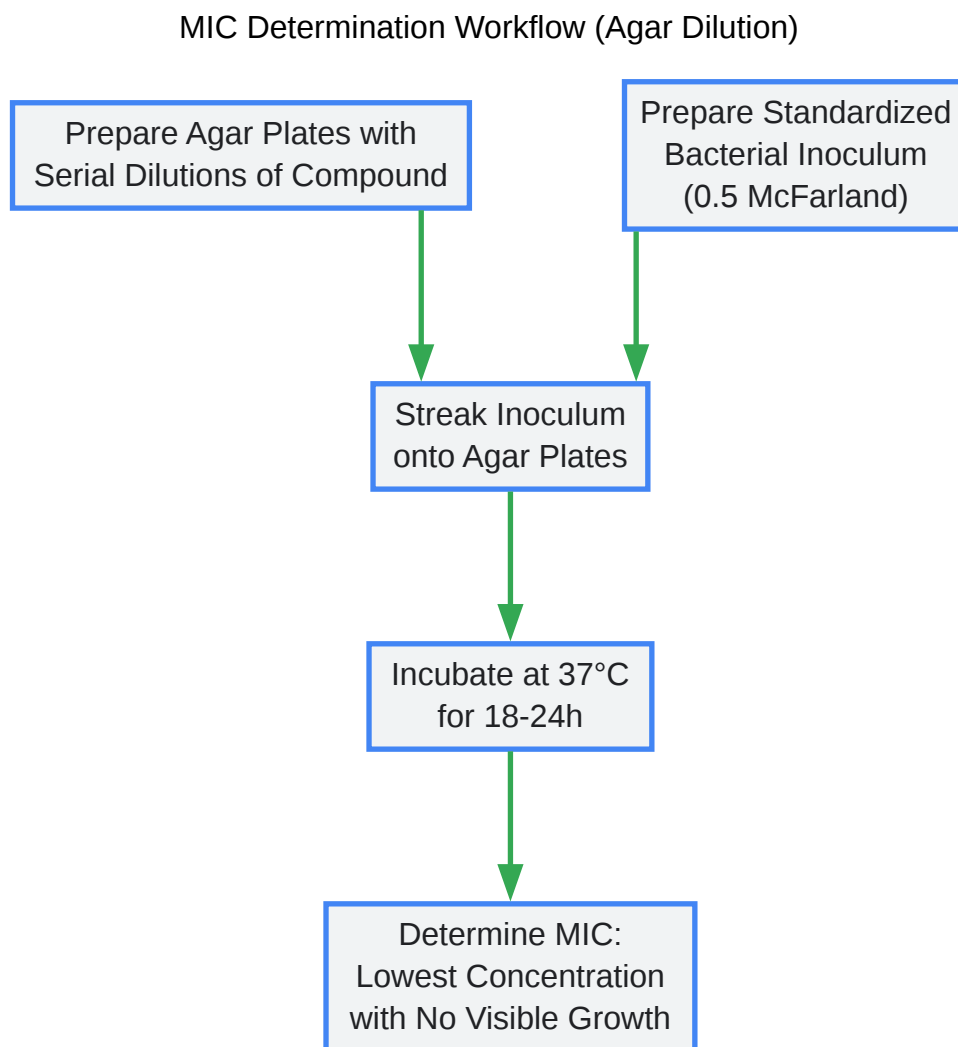 MIC Determination Workflow (Agar Dilution)
Prepare Agar Plates with
Serial Dilutions of Compound
Prepare Standardized
Bacterial Inoculum
(0.5 McFarland)
Streak Inoculum
onto Agar Plates
Incubate at 37°C
for 18-24h
Determine MIC:
Lowest Concentration
with No Visible Growth